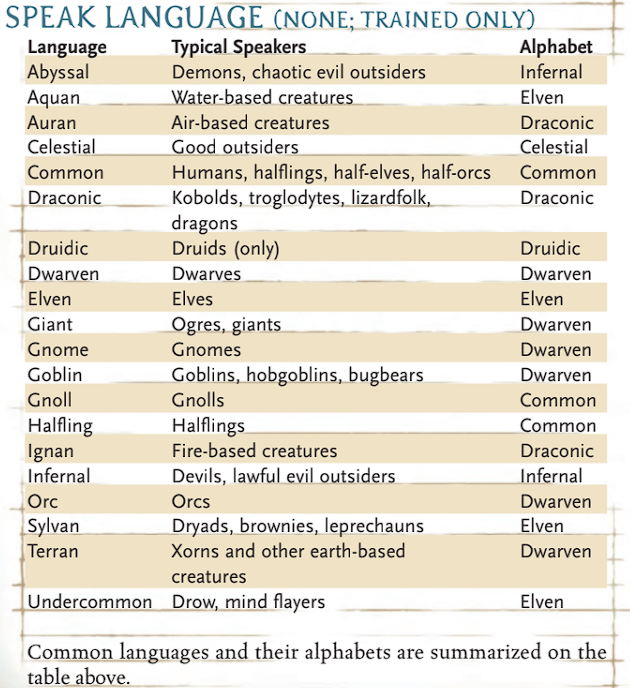 SPEAK LANGUAGE (NONE; TRAINED ONLY)
Language Typical Speakers Alphabet
Abyssal Demons, chaotic evil outsiders Infernal
Aquan Water-based creatures Elven
Auran Air-based creatures Draconic
Celestial Good outsiders Celestial
Common Humans, halflings, half-elves, half-orcs Common
Draconic Kobolds, troglodytes, lizardfolk, Draconic
dragons
Druidic Druids (only) Druidic
Dwarven Dwarves Dwarven
Elven Elves Elven
Giant Ogres, giants Dwarven
Gnome Gnomes Dwarven
Goblin Goblins, hobgoblins, bugbears Dwarven
Gnoll Gnolls Common
Halfling Halflings Common
Ignan Fire-based creatures Draconic
Infernal Devils, lawful evil outsiders Infernal
Orc Orcs Dwarven
Sylvan Dryads, brownies, leprechauns Elven
Terran Xorns and other earth-based Dwarven
creatures
Undercommon Drow, mind flayers Elven
Common languages and their alphabets are summarized on the
table above.